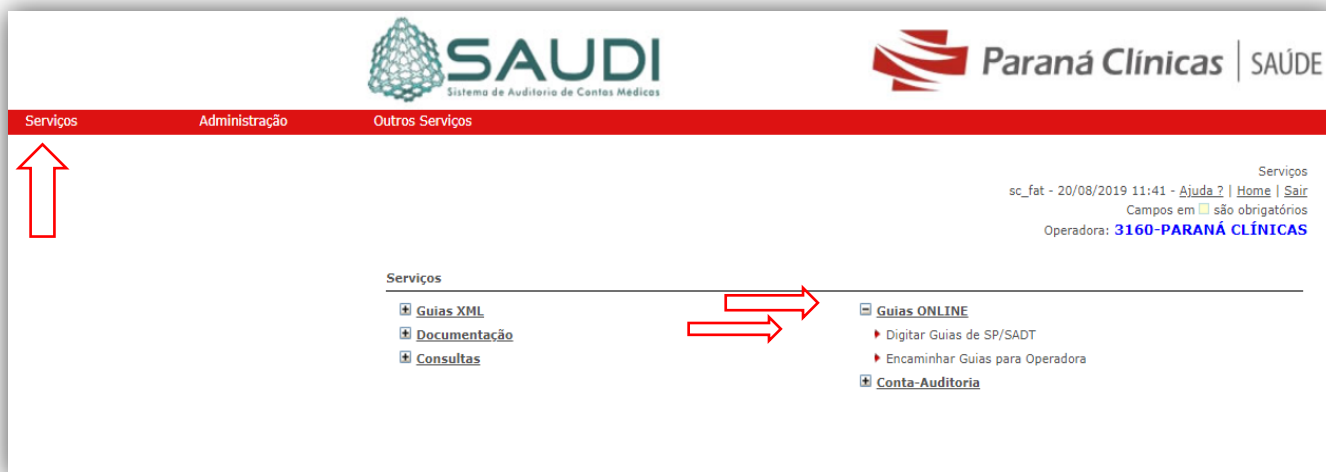 SAUDI
Sistema de Auditoria de Contas Médicas
Paraná Clínicas | SAÚDE
Serviços Administração Outros Serviços
Serviços
sc_fat - 20/08/2019 11:41 - Ajuda ? | Home | Sair
Campos em são obrigatórios
Operadora: 3160-PARANÁ CLÍNICAS
Serviços
Guias XML
Documentação
Consultas
Guias ONLINE
Digitar Guias de SP/SADT
Encaminhar Guias para Operadora
Conta-Auditoria